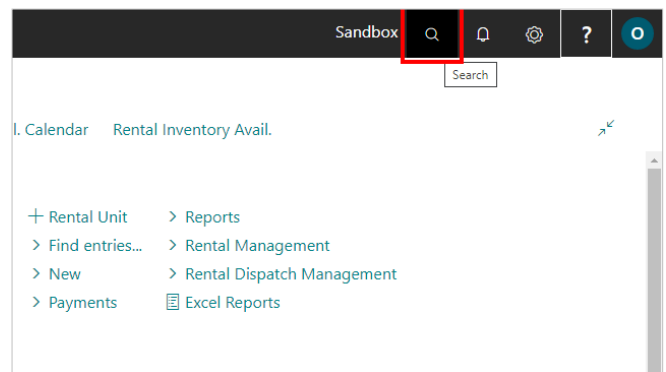 Sandbox ? O
Search
l. Calendar Rental Inventory Avail.
+ Rental Unit > Reports
> Find entries... > Rental Management
> New > Rental Dispatch Management
> Payments Excel Reports